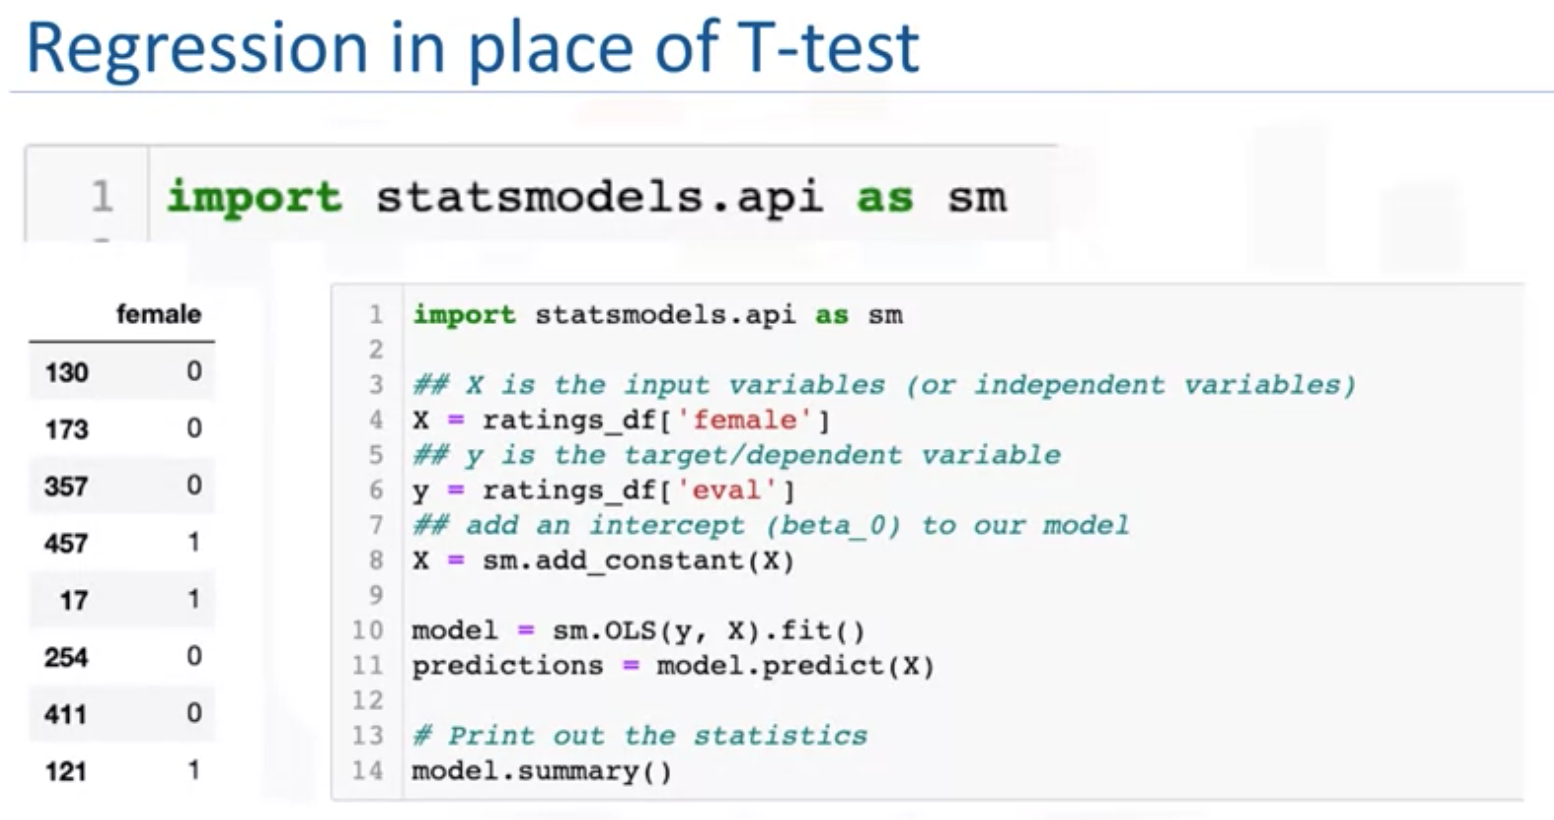 Regression in place of T-test
1 import statsmodels.api as sm
female
130 0
173 0
357 0
457 1
17 1
254 0
411 0
121 1
1 import statsmodels.api as sm
2
3 ## X is the input variables (or independent variables)
4 X = ratings_df['female']
5 ## y is the target/dependent variable
6 y = ratings_df['eval']
7 ## add an intercept (beta_0) to our model
8 X = sm.add_constant(X)
9
10 model = sm.OLS(y, X).fit()
11 predictions = model.predict(X)
12
13 # Print out the statistics
14 model.summary()